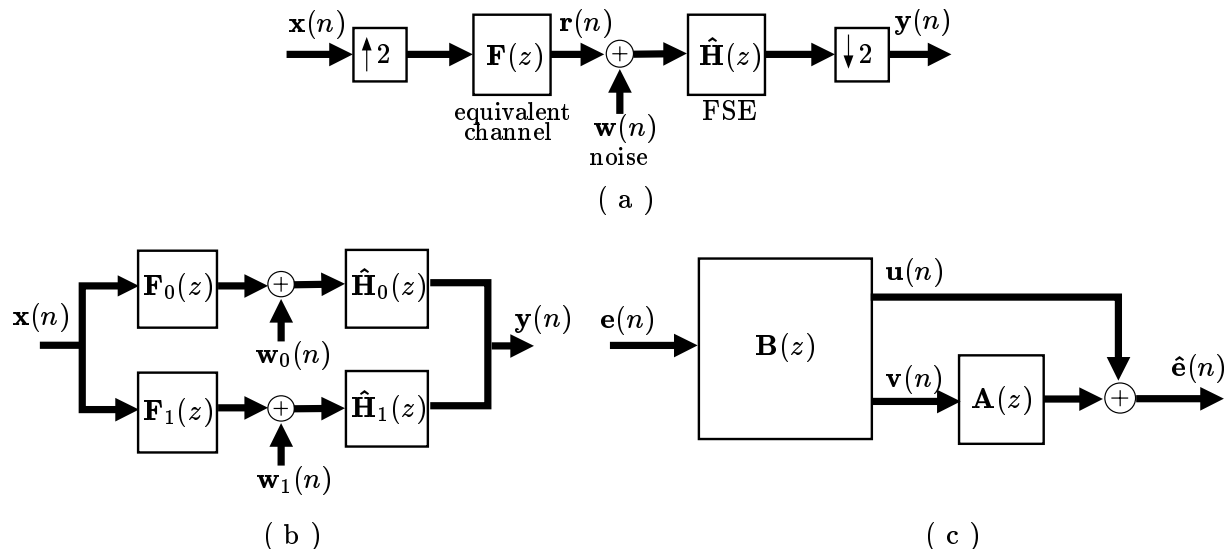 x(n) ↑2 F(z) r(n) + Ĥ(z) ↓2 y(n)
equivalent
channel
w(n)
noise
FSE
( a )
x(n) F₀(z) + Ĥ₀(z)
w₀(n)
y(n)
F₁(z) + Ĥ₁(z)
w₁(n)
( b )
e(n) B(z) u(n)
v(n) A(z) + ê(n)
( c )